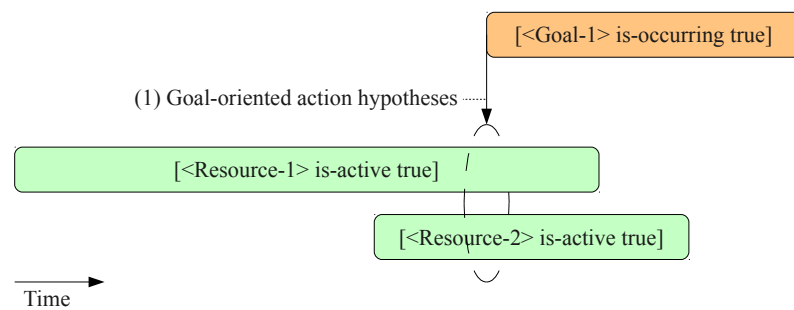 [<Goal-1> is-occurring true]
(1) Goal-oriented action hypotheses
[<Resource-1> is-active true]
[<Resource-2> is-active true]
Time